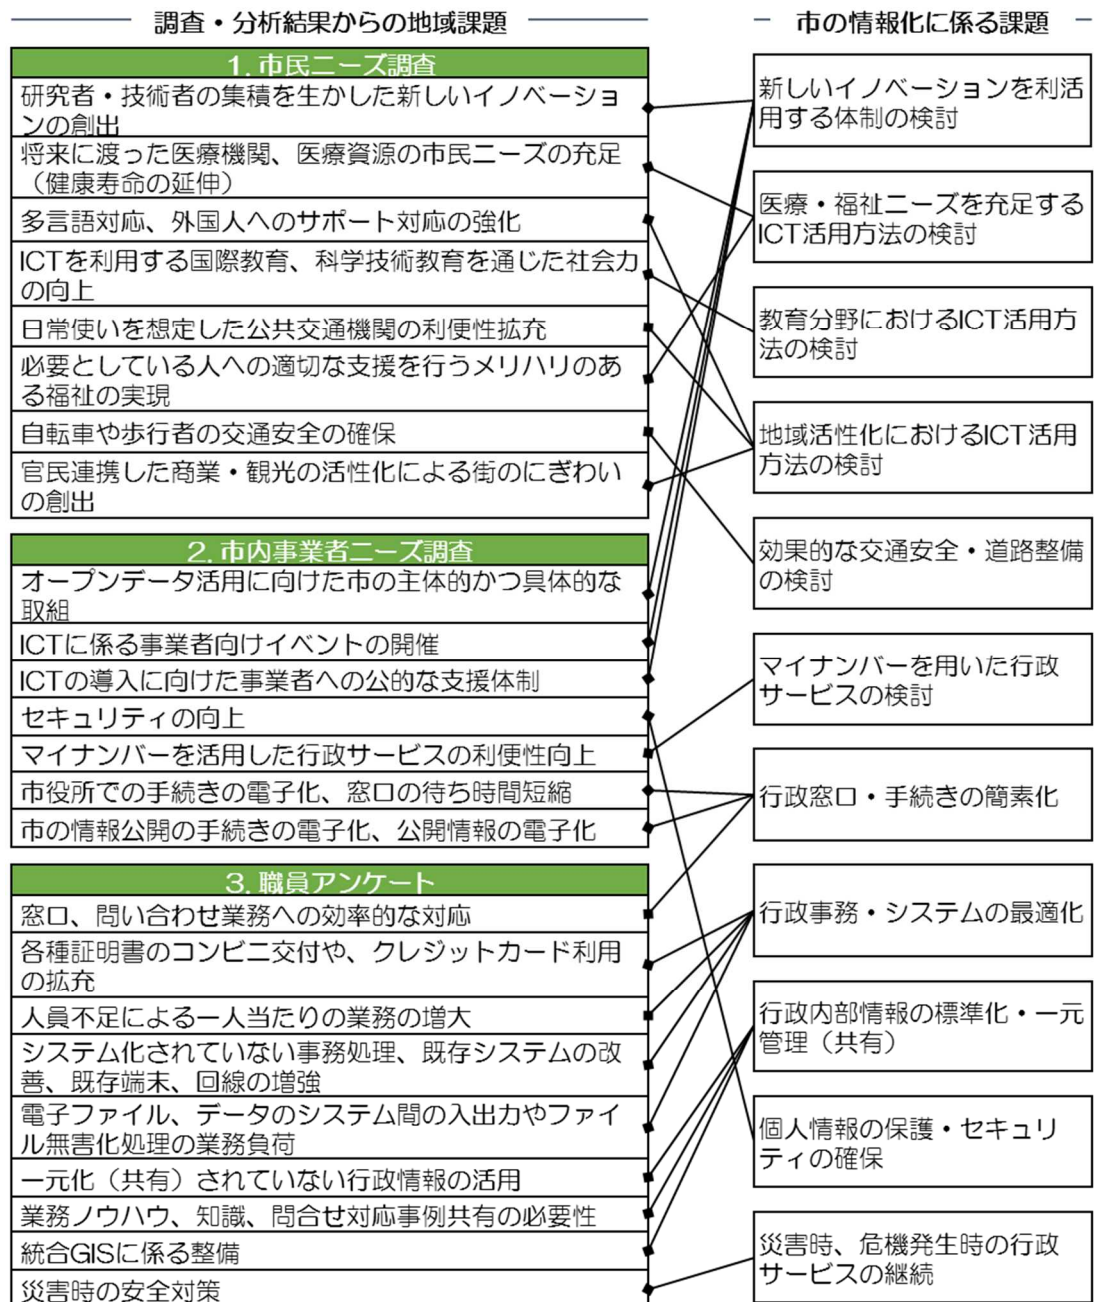 調査・分析結果からの地域課題
1. 市民ニーズ調査
研究者・技術者の集積を生かした新しいイノベーショ
ンの創出
将来に渡った医療機関、医療資源の市民ニーズの充足
（健康寿命の延伸）
多言語対応、外国人へのサポート対応の強化
ICTを利用する国際教育、科学技術教育を通じた社会力
の向上
日常使いを想定した公共交通機関の利便性拡充
必要としている人への適切な支援を行うメリハリのあ
る福祉の実現
自転車や歩行者の交通安全の確保
官民連携した商業・観光の活性化による街のにぎわい
の創出
2. 市内事業者ニーズ調査
オープンデータ活用に向けた市の主体的かつ具体的な
取組
ICTに係る事業者向けイベントの開催
ICTの導入に向けた事業者への公的な支援体制
セキュリティの向上
マイナンバーを活用した行政サービスの利便性向上
市役所での手続きの電子化、窓口の待ち時間短縮
市の情報公開の手続きの電子化、公開情報の電子化
3. 職員アンケート
窓口、問い合わせ業務への効率的な対応
各種証明書のコンビニ交付や、クレジットカード利用
の拡充
人員不足による一人当たりの業務の増大
システム化されていない事務処理、既存システムの改
善、既存端末、回線の増強
電子ファイル、データのシステム間の入出力やファイ
ル無害化処理の業務負荷
一元化（共有）されていない行政情報の活用
業務ノウハウ、知識、問合せ対応事例共有の必要性
統合GISに係る整備
災害時の安全対策
市の情報化に係る課題
新しいイノベーションを利活
用する体制の検討
医療・福祉ニーズを充足する
ICT活用方法の検討
教育分野におけるICT活用方
法の検討
地域活性化におけるICT活用
方法の検討
効果的な交通安全・道路整備
の検討
マイナンバーを用いた行政
サービスの検討
行政窓口・手続きの簡素化
行政事務・システムの最適化
行政内部情報の標準化・一元
管理（共有）
個人情報の保護・セキュリ
ティの確保
災害時、危機発生時の行政
サービスの継続